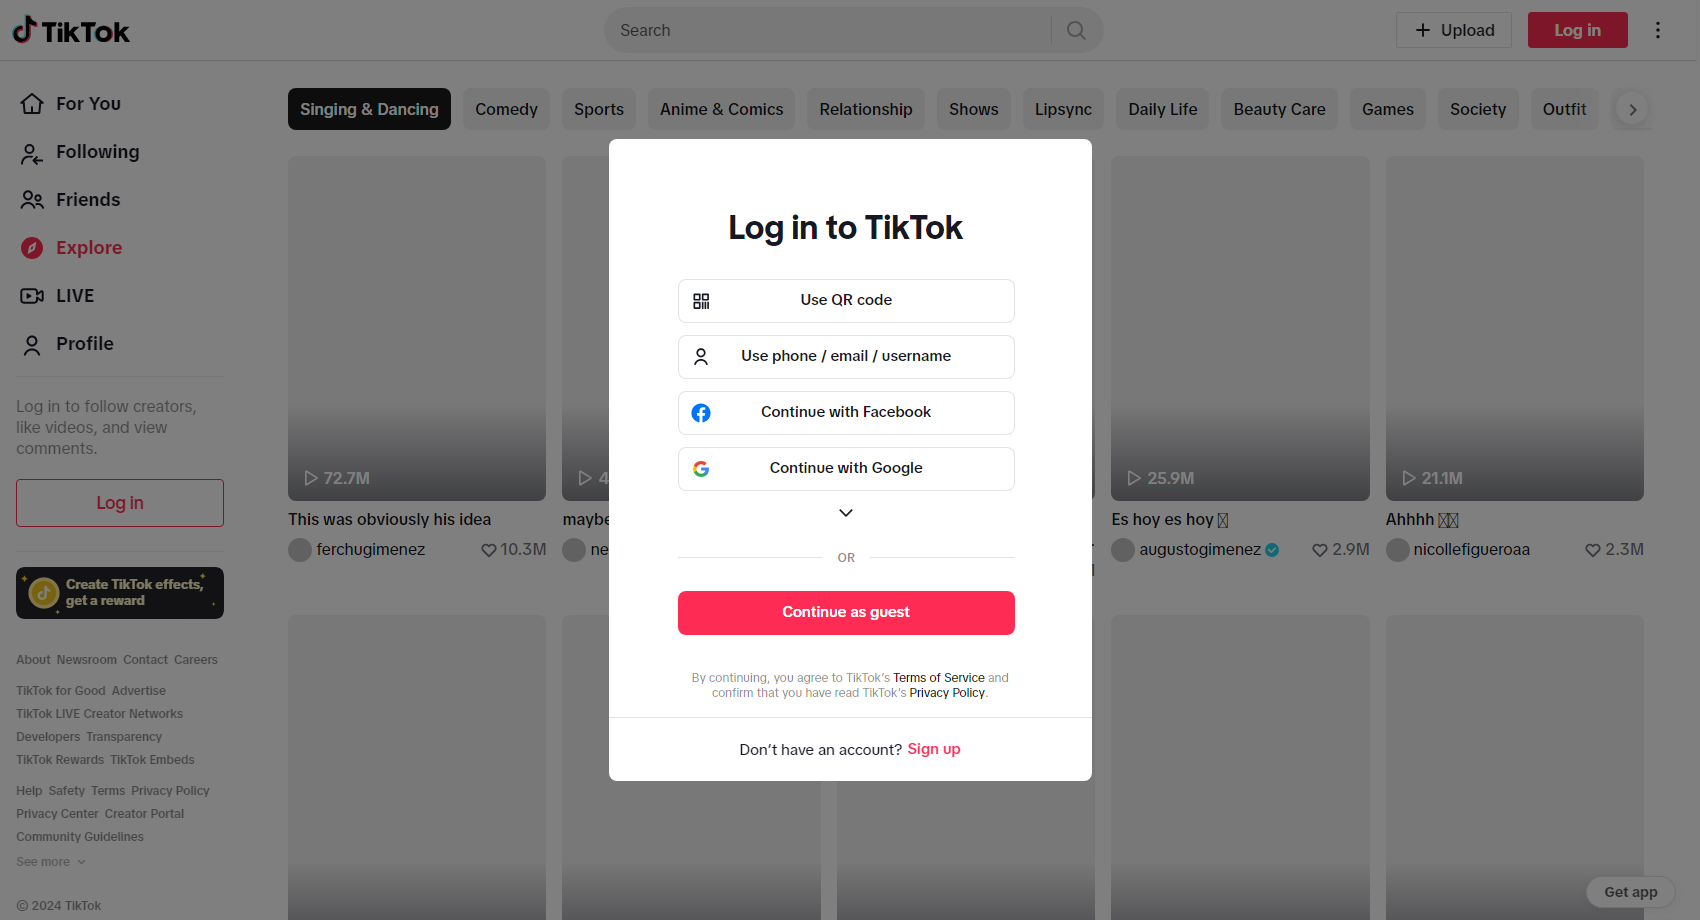 TikTok
Search
Upload
Log in
For You
Following
Friends
Explore
LIVE
Profile
Log in to follow creators,
like videos, and view
comments.
Log in
Create TikTok effects,
get a reward
About Newsroom Contact Careers
TikTok for Good Advertise
TikTok LIVE Creator Networks
Developers Transparency
TikTok Rewards TikTok Embeds
Help Safety Terms Privacy Policy
Privacy Center Creator Portal
Community Guidelines
See more
© 2024 TikTok
Singing & Dancing
Comedy
Sports
Anime & Comics
Relationship
Shows
Lipsync
Daily Life
Beauty Care
Games
Society
Outfit
72.7M
This was obviously his idea
ferchugimenez
10.3M
25.9M
Es hoy es hoy
augustogimenez
2.9M
21.1M
Ahhhh
nicollefigueroaa
2.3M
Log in to TikTok
Use QR code
Use phone / email / username
Continue with Facebook
Continue with Google
OR
Continue as guest
By continuing, you agree to TikTok's Terms of Service and
confirm that you have read TikTok's Privacy Policy.
Don't have an account? Sign up
Get app